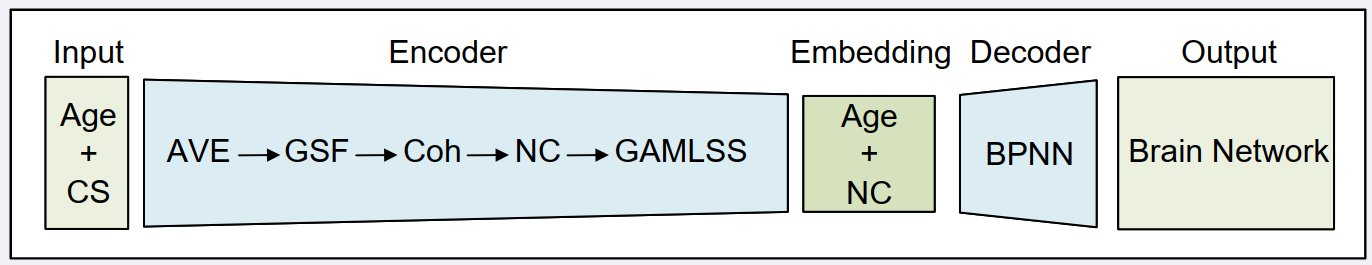 Input Encoder Embedding Decoder Output
Age
+
CS
AVE GSF Coh NC GAMLSS
Age
+
NC
BPNN
Brain Network